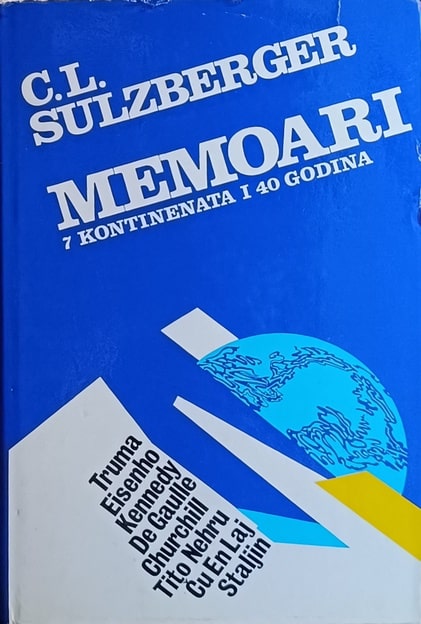 C.L.
SULZBERGER
MEMOARI
7 KONTINENATA I 40 GODINA
Truma
Eisenho
Kennedy
De Gaulle
Churchill
Tito Nehru
Ču En Laj
Staljin